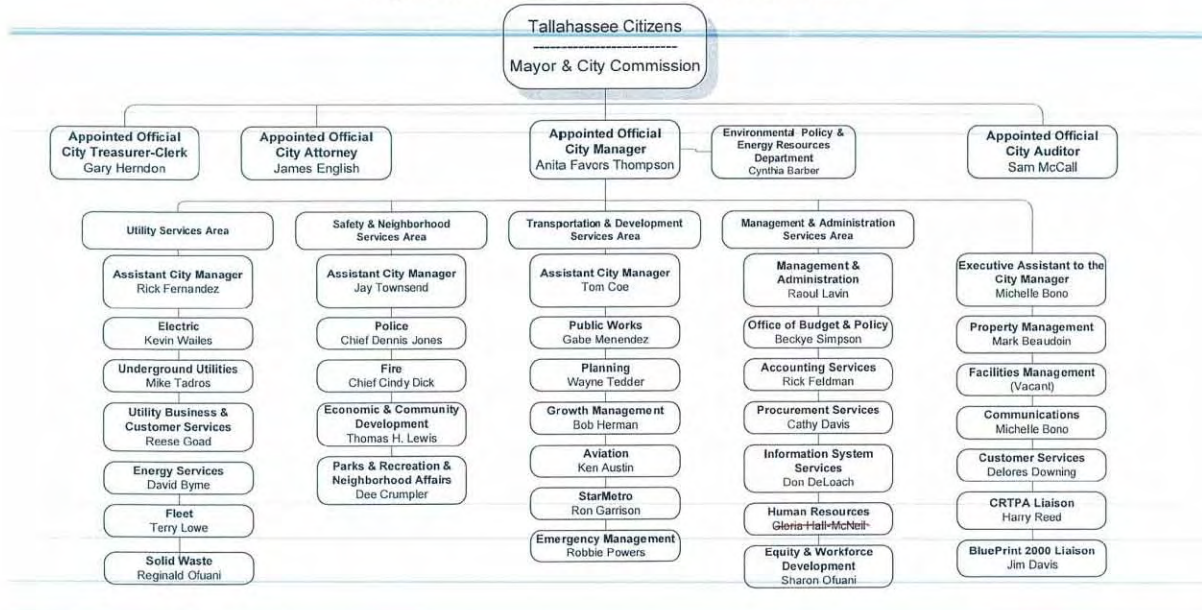 Tallahassee Citizens
------------------------
Mayor & City Commission
Appointed Official
City Treasurer-Clerk
Gary Herndon
Appointed Official
City Attorney
James English
Appointed Official
City Manager
Anita Favors Thompson
Environmental Policy &
Energy Resources
Department
Cynthia Barber
Appointed Official
City Auditor
Sam McCall
Utility Services Area
Assistant City Manager
Rick Fernandez
Electric
Kevin Wailes
Underground Utilities
Mike Tadros
Utility Business &
Customer Services
Reese Goad
Energy Services
David Byrne
Fleet
Terry Lowe
Solid Waste
Reginald Ofuani
Safety & Neighborhood
Services Area
Assistant City Manager
Jay Townsend
Police
Chief Dennis Jones
Fire
Chief Cindy Dick
Economic & Community
Development
Thomas H. Lewis
Parks & Recreation &
Neighborhood Affairs
Dee Crumpler
Transportation & Development
Services Area
Assistant City Manager
Tom Coe
Public Works
Gabe Menendez
Planning
Wayne Tedder
Growth Management
Bob Herman
Aviation
Ken Austin
StarMetro
Ron Garrison
Emergency Management
Robbie Powers
Management & Administration
Services Area
Management &
Administration
Raoul Lavin
Office of Budget & Policy
Beckye Simpson
Accounting Services
Rick Feldman
Procurement Services
Cathy Davis
Information System
Services
Don DeLoach
Human Resources
Gloria Hall-McNeil
Equity & Workforce
Development
Sharon Ofuani
Executive Assistant to the
City Manager
Michelle Bono
Property Management
Mark Beaudoin
Facilities Management
(Vacant)
Communications
Michelle Bono
Customer Services
Delores Downing
CRTPA Liaison
Harry Reed
BluePrint 2000 Liaison
Jim Davis